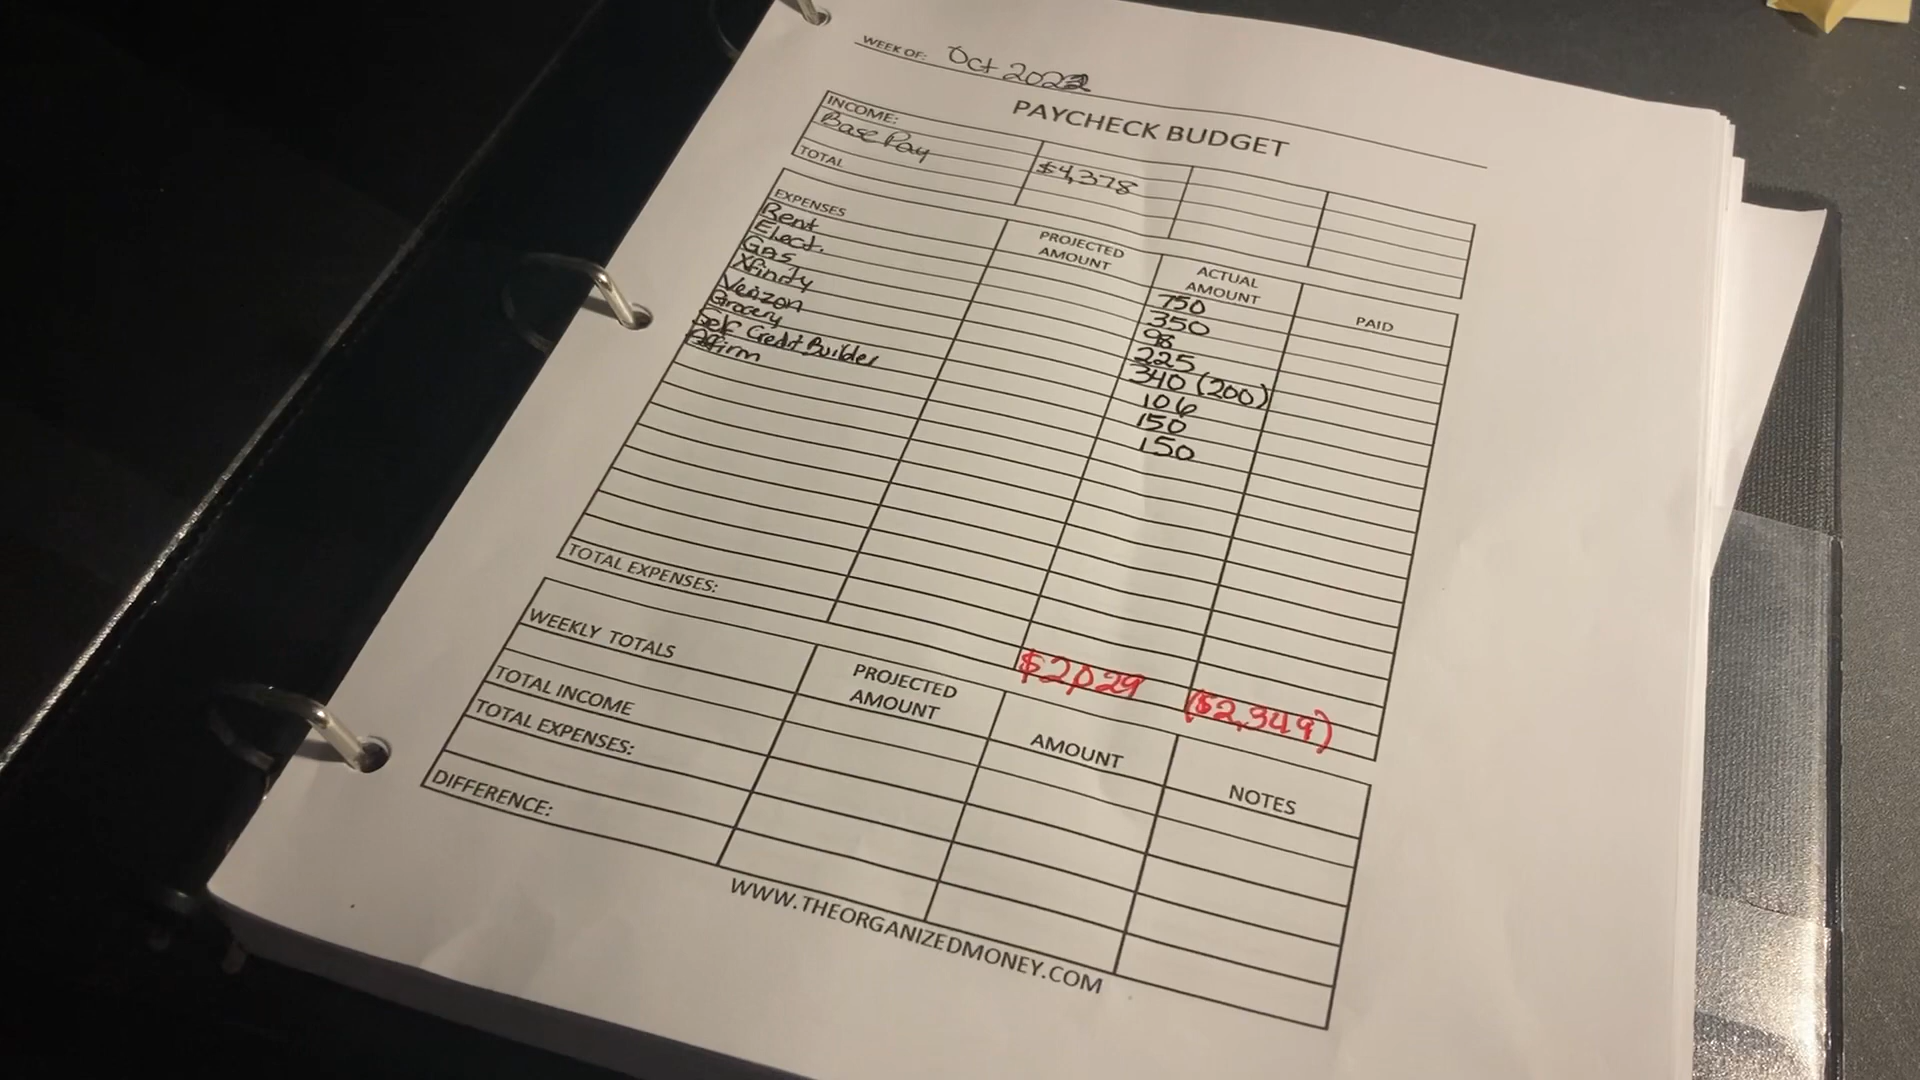 WEEK OF: Oct 2022
PAYCHECK BUDGET
INCOME:
Base Pay $4,378
TOTAL
EXPENSES PROJECTED AMOUNT ACTUAL AMOUNT PAID
Rent 750
Elect. 350
Gas 98
Xfinity 225
Verizon 340 (200)
Grocery 106
Self Credit Builder 150
Affirm 150
TOTAL EXPENSES: $2,029 ($2,349)
WEEKLY TOTALS PROJECTED AMOUNT AMOUNT NOTES
TOTAL INCOME
TOTAL EXPENSES:
DIFFERENCE:
WWW.THEORGANIZEDMONEY.COM